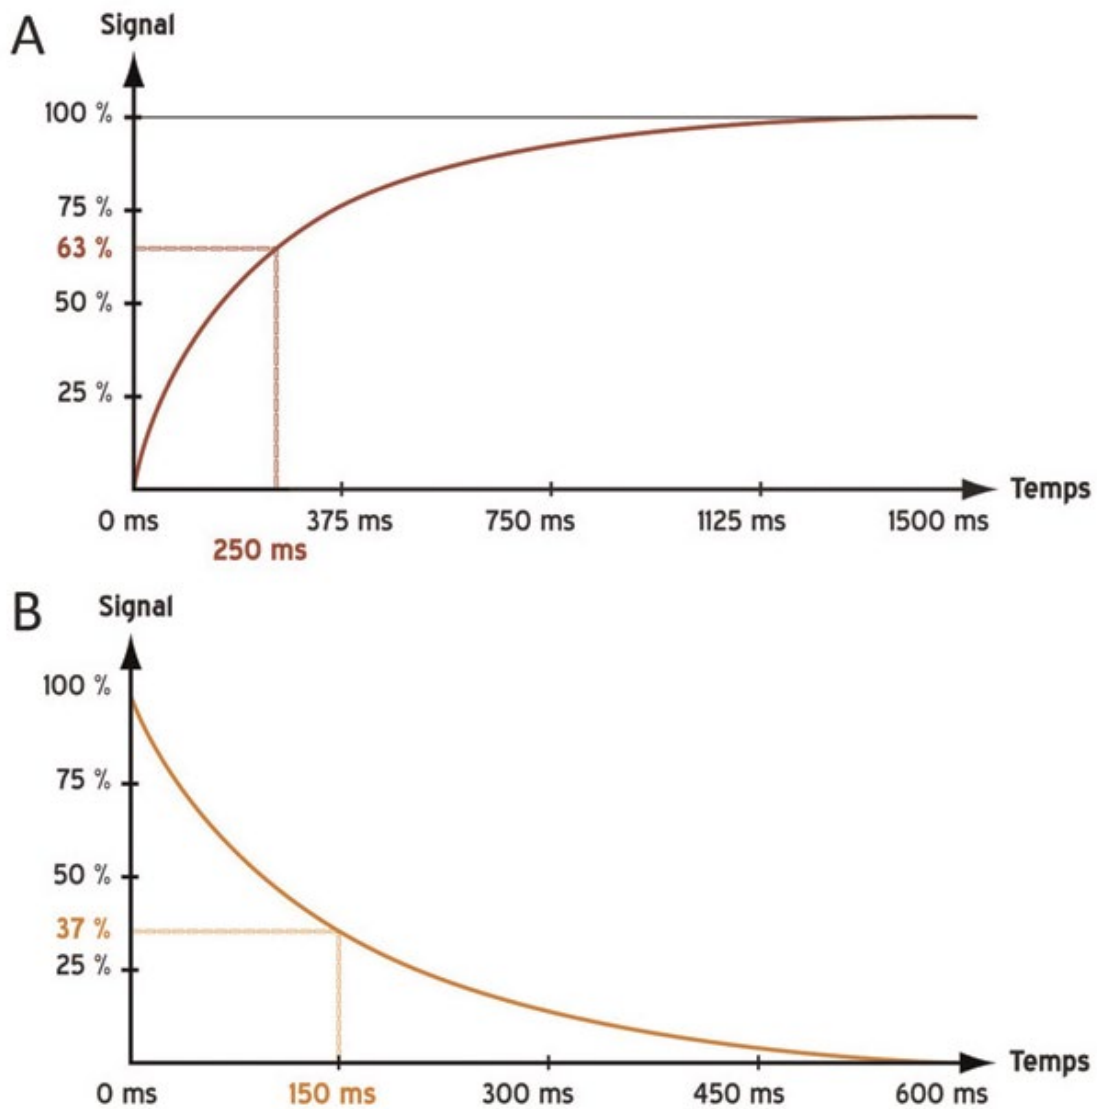 A
Signal
100 %
75 %
63 %
50 %
25 %
Temps
0 ms 375 ms 750 ms 1125 ms 1500 ms
250 ms
B
Signal
100 %
75 %
50 %
37 %
25 %
Temps
0 ms 150 ms 300 ms 450 ms 600 ms